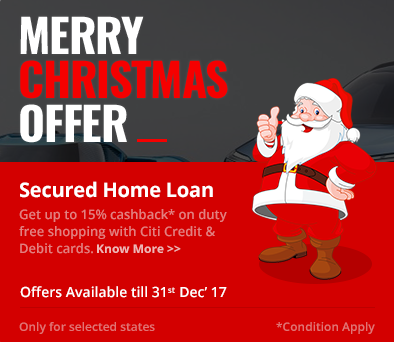 MERRY
CHRISTMAS
OFFER _
Secured Home Loan
Get up to 15% cashback* on duty
free shopping with Citi Credit &
Debit cards. Know More >>
Offers Available till 31st Dec' 17
Only for selected states
*Condition Apply